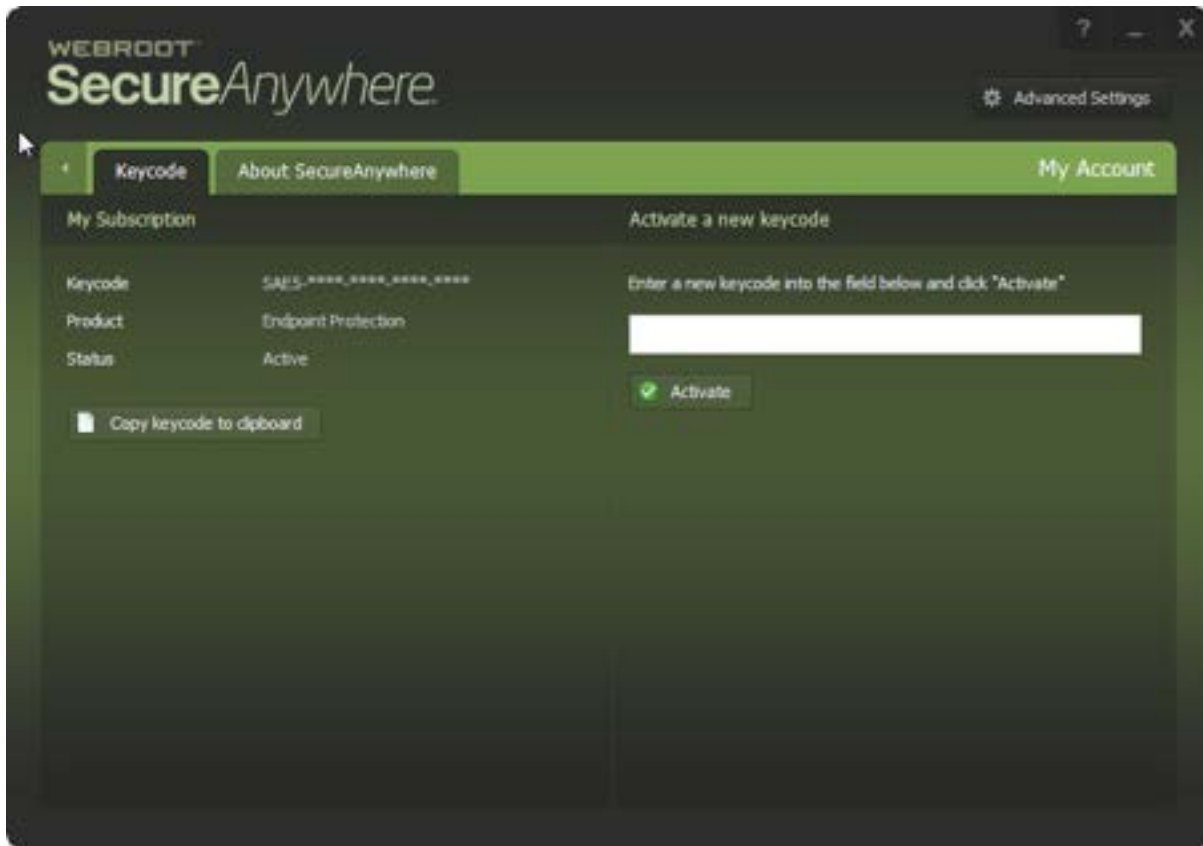 WEBROOT™
SecureAnywhere.
? _ X
Advanced Settings
Keycode
About SecureAnywhere
My Account
My Subscription
Keycode SAES-****-****-****-****
Product Endpoint Protection
Status Active
Copy keycode to clipboard
Activate a new keycode
Enter a new keycode into the field below and click "Activate"
Activate